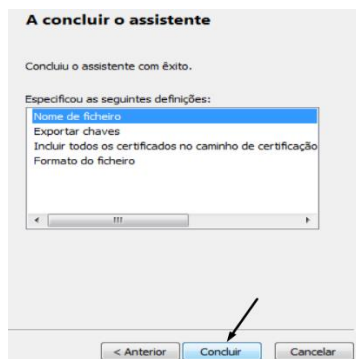 A concluir o assistente
Concluiu o assistente com êxito.
Especificou as seguintes definições:
Nome de ficheiro
Exportar chaves
Incluir todos os certificados no caminho de certificação
Formato do ficheiro
< Anterior
Concluir
Cancelar